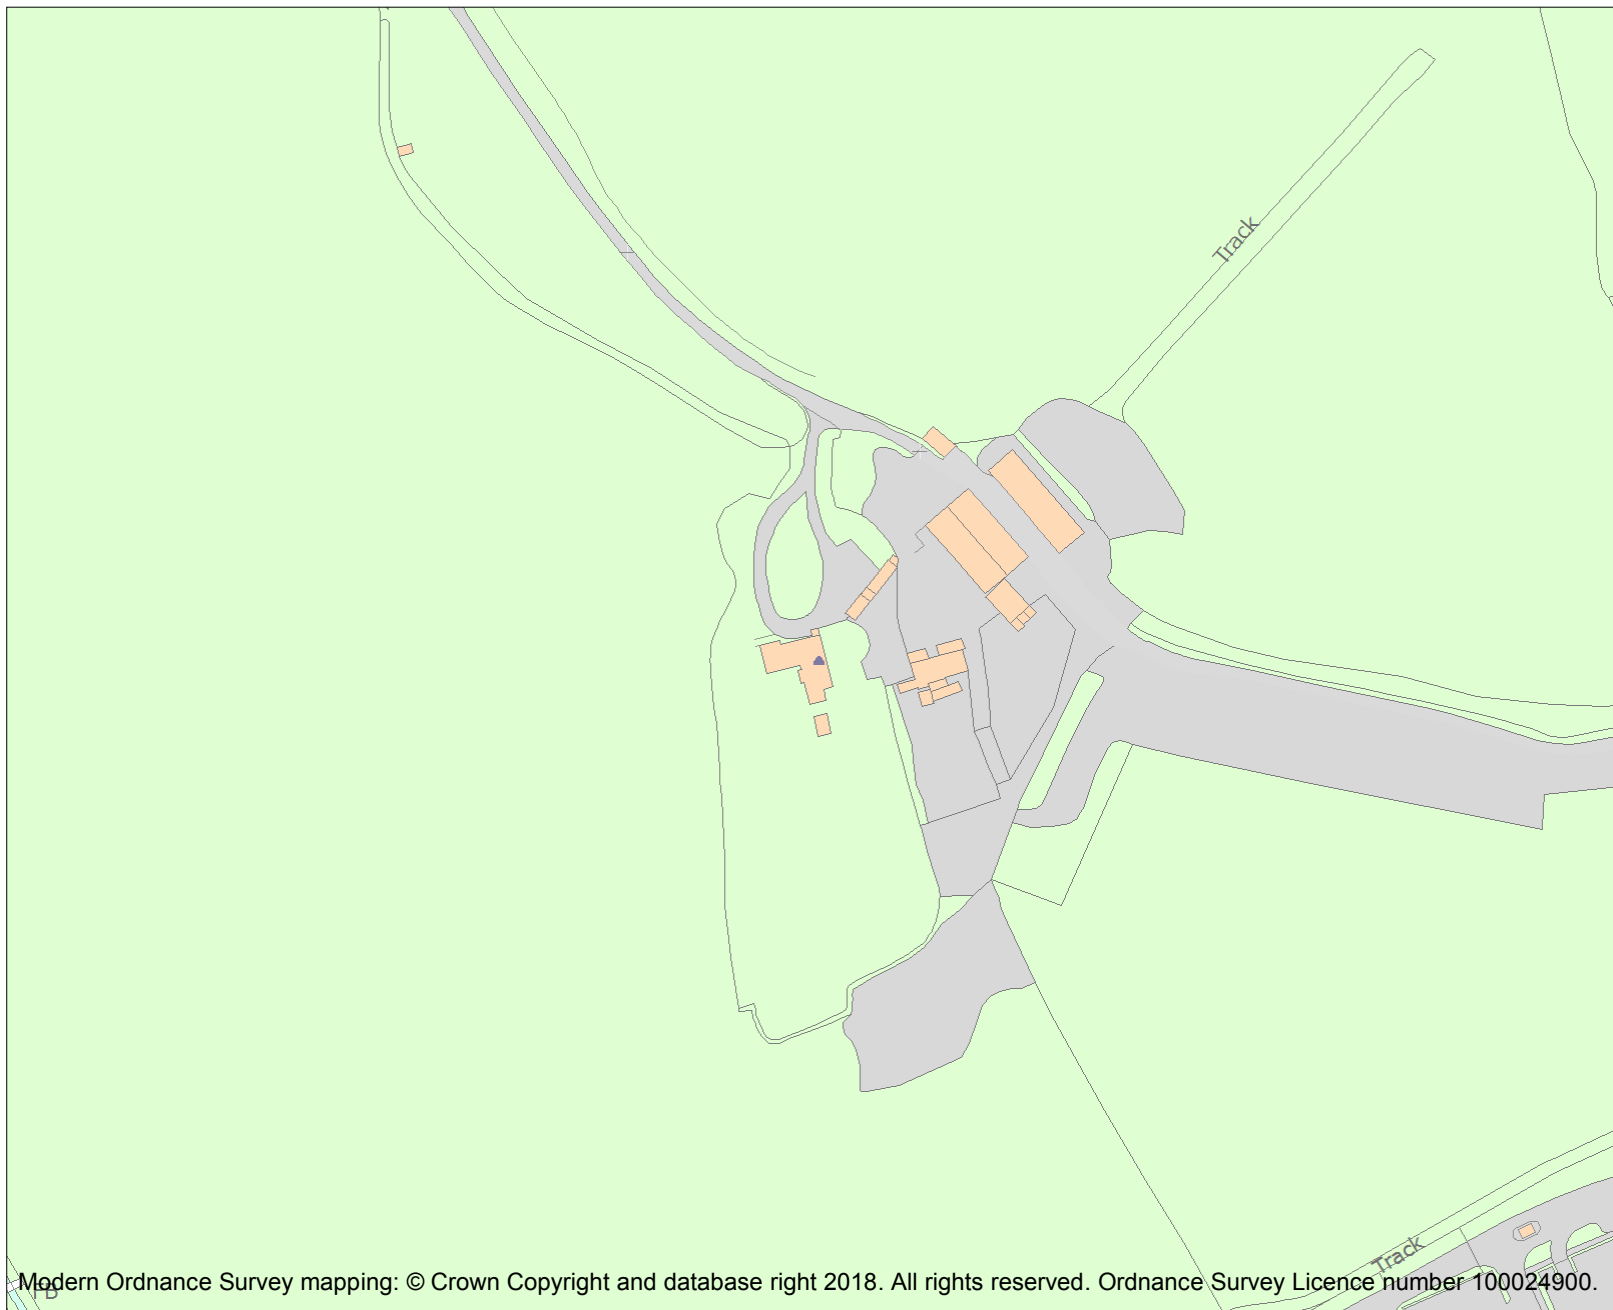 Track
Track
FB
Modern Ordnance Survey mapping: © Crown Copyright and database right 2018. All rights reserved. Ordnance Survey Licence number 100024900.